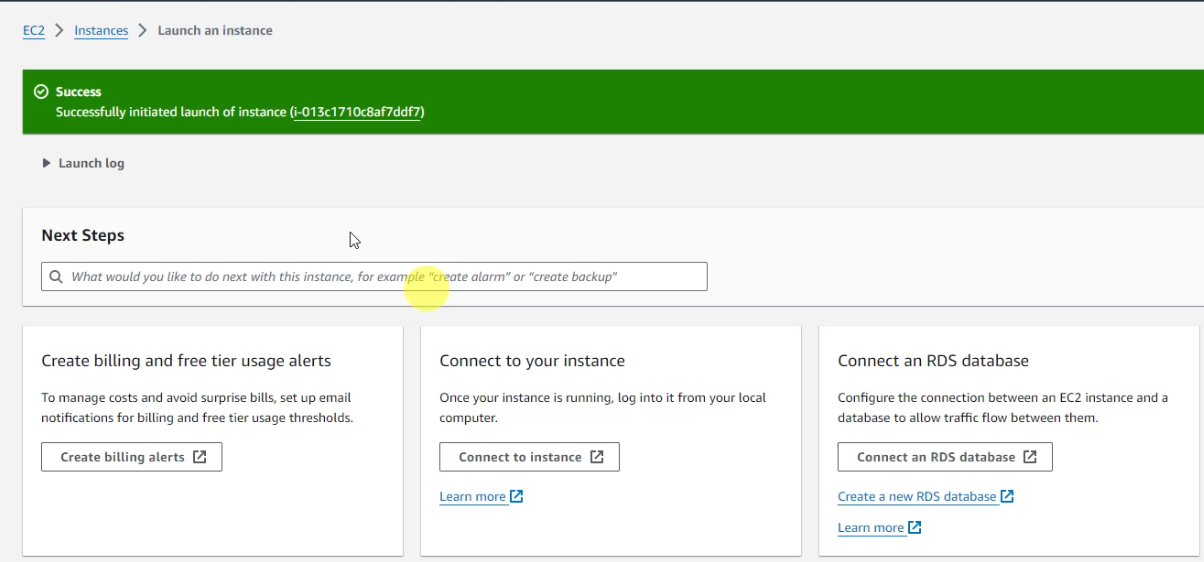 EC2 > Instances > Launch an instance
Success
Successfully initiated launch of instance (i-013c1710c8af7ddf7)
Launch log
Next Steps
What would you like to do next with this instance, for example “create alarm” or “create backup”
Create billing and free tier usage alerts
To manage costs and avoid surprise bills, set up email
notifications for billing and free tier usage thresholds.
Create billing alerts
Connect to your instance
Once your instance is running, log into it from your local
computer.
Connect to instance
Learn more
Connect an RDS database
Configure the connection between an EC2 instance and a
database to allow traffic flow between them.
Connect an RDS database
Create a new RDS database
Learn more